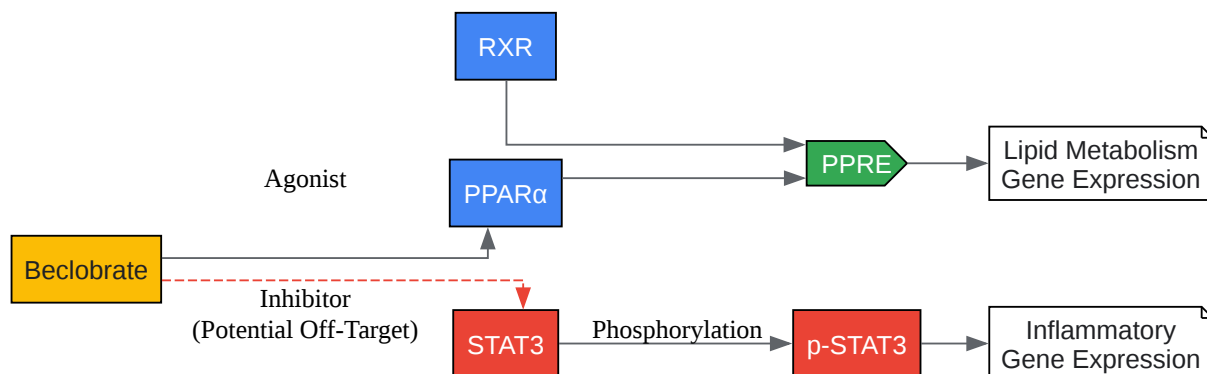 RXR
PPRE
Lipid Metabolism
Gene Expression
Agonist
PPARα
Beclobrate
Inhibitor
(Potential Off-Target)
STAT3
Phosphorylation
p-STAT3
Inflammatory
Gene Expression